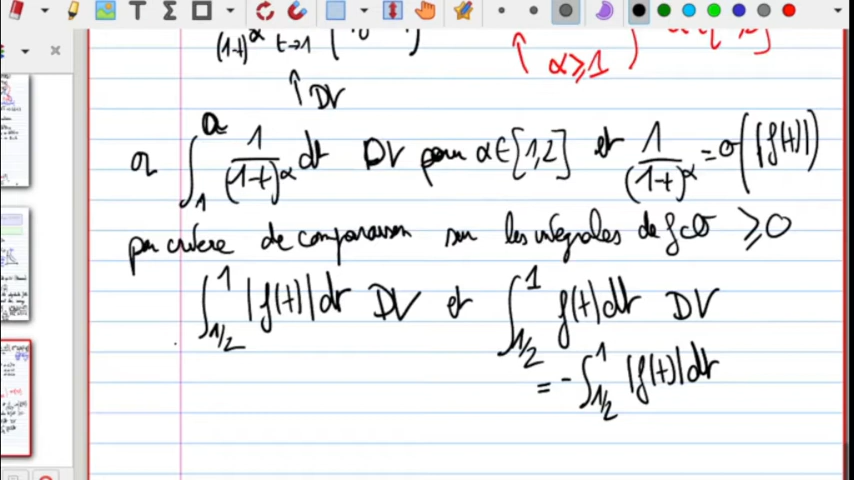 (1-t)^α t→1
α≥1
↑ DV
or ∫_1^a 1/(1-t)^α dt DV pour α∈[1,2] et 1/(1-t)^α = o(|f(t)|)
par critère de comparaison sur les intégrales de f° ≥0
∫_{1/2}^1 |f(t)|dt DV et ∫_{1/2}^1 f(t)dt DV
= -∫_{1/2}^1 |f(t)|dt